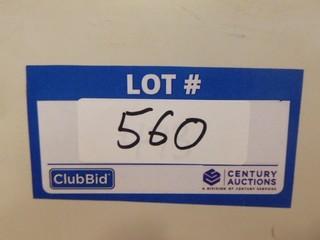 LOT #
560
ClubBid
CENTURY
AUCTIONS
A DIVISION OF CENTURY SERVICES